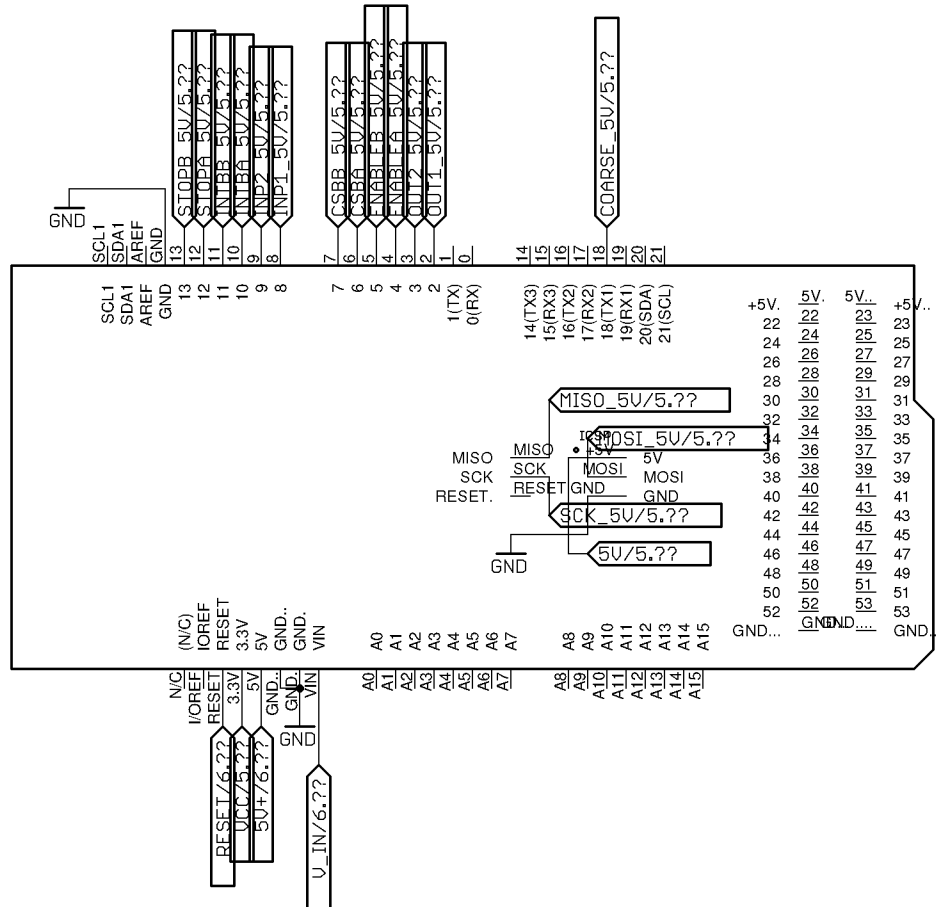 STOPB_5V/5.??
STOPA_5V/5.??
INTBB_5V/5.??
INTBA_5V/5.??
INP2_5V/5.??
INP1_5V/5.??
CSBB_5V/5.??
CSBA_5V/5.??
ENABLEB_5V/5.??
ENABLEA_5V/5.??
OUT2_5V/5.??
OUT1_5V/5.??
COARSE_5V/5.??
GND
SCL1 SDA1 AREF GND 13 12 11 10 9 8 7 6 5 4 3 2 1(TX) 0(RX) 14 15 16 17 18 19 20 21
SCL1 SDA1 AREF GND 13 12 11 10 9 8 7 6 5 4 3 2 1(TX) 0(RX) 14(TX3) 15(RX3) 16(TX2) 17(RX2) 18(TX1) 19(RX1) 20(SDA) 21(SCL)
+5V. 5V. 5V.. +5V..
22 22 23 23
24 24 25 25
26 26 27 27
28 28 29 29
30 30 31 31
32 32 33 33
34 34 35 35
36 36 37 37
38 38 39 39
40 40 41 41
42 42 43 43
44 44 45 45
46 46 47 47
48 48 49 49
50 50 51 51
52 52 53 53
GND... GND.... GND..
MISO_5V/5.??
ICSP
MOSI_5V/5.??
MISO MISO +5V 5V
SCK SCK MOSI MOSI
RESET. RESET GND GND
SCK_5V/5.??
GND
5V/5.??
(N/C) IOREF RESET 3.3V 5V GND.. GND. VIN A0 A1 A2 A3 A4 A5 A6 A7 A8 A9 A10 A11 A12 A13 A14 A15
N/C I/OREF RESET 3.3V 5V GND.. GND. VIN A0 A1 A2 A3 A4 A5 A6 A7 A8 A9 A10 A11 A12 A13 A14 A15
GND
RESET/6.??
VCC/5.??
5V+/6.??
V_IN/6.??